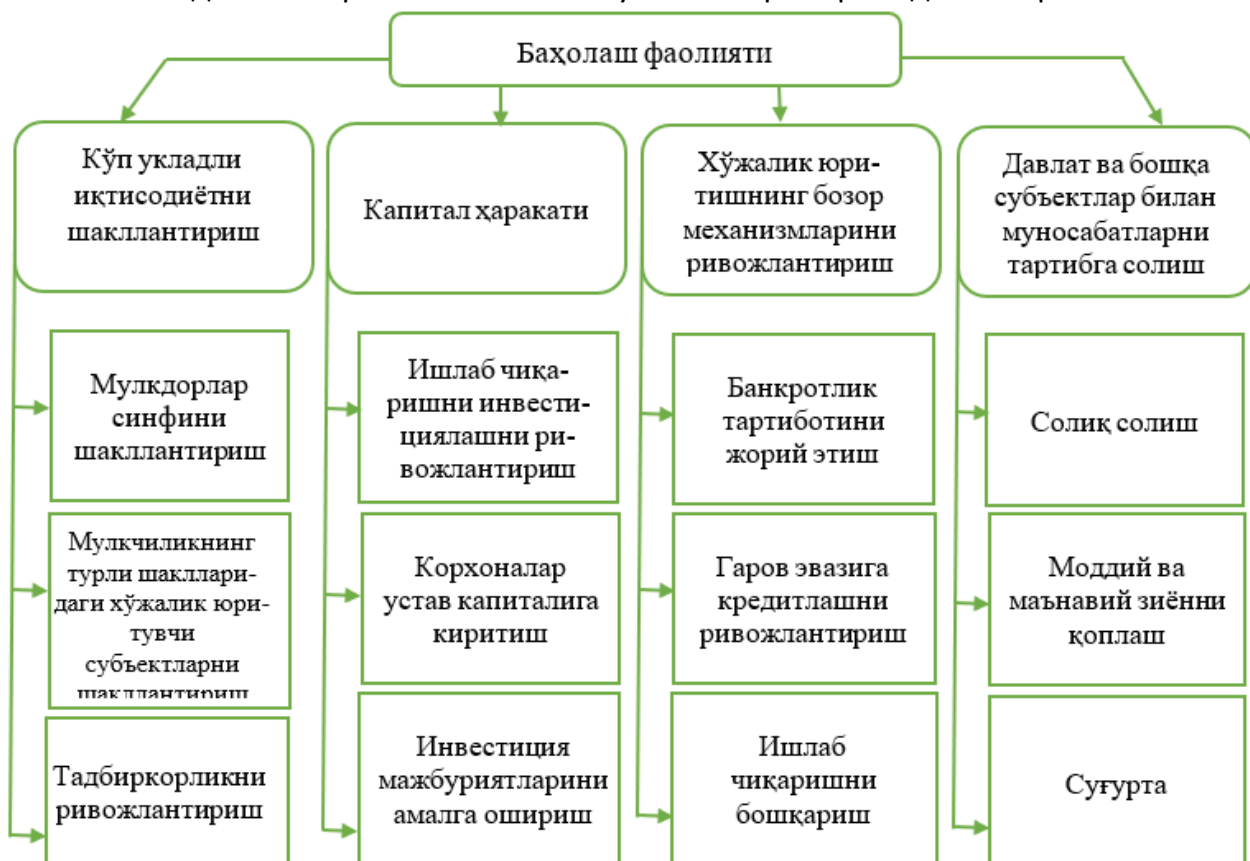 Баҳолаш фаолияти
Кўп укладли
иқтисодиётни
шакллантириш
Капитал ҳаракати
Хўжалик юри-
тишнинг бозор
механизмларини
ривожлантириш
Давлат ва бошқа
субъектлар билан
муносабатларни
тартибга солиш
Мулкдорлар
синфини
шакллантириш
Ишлаб чиқа-
ришни инвести-
циялашни ри-
вожлантириш
Банкротлик
тартиботини
жорий этиш
Солиқ солиш
Мулкчиликнинг
турли шакллари-
даги хўжалик юри-
тувчи
субъектларни
шакллантириш
Корхоналар
устав капиталига
киритиш
Гаров эвазига
кредитлашни
ривожлантириш
Моддий ва
маънавий зиённи
қоплаш
Тадбиркорликни
ривожлантириш
Инвестиция
мажбуриятларини
амалга ошириш
Ишлаб
чиқаришни
бошқариш
Суғурта